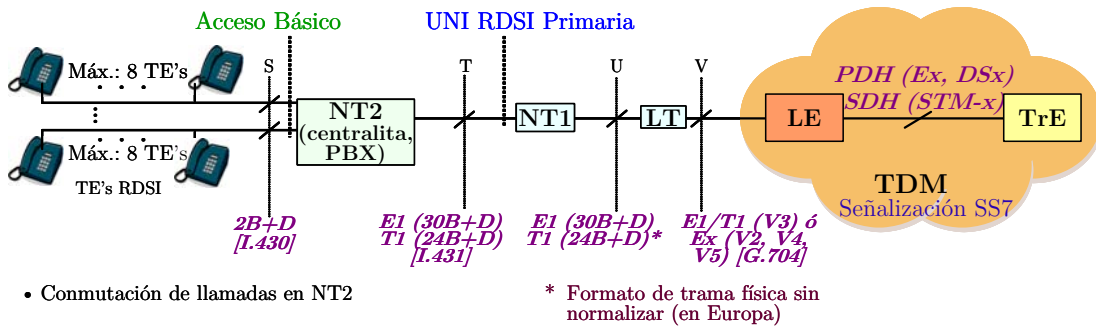 Acceso Básico
UNI RDSI Primaria
Máx.: 8 TE's
Máx.: 8 TE's
TE's RDSI
S
NT2
(centralita,
PBX)
T
NT1
U
LT
V
PDH (Ex, DSx)
SDH (STM-x)
LE
TrE
TDM
Señalización SS7
2B+D
[I.430]
E1 (30B+D)
T1 (24B+D)
[I.431]
E1 (30B+D)
T1 (24B+D)*
E1/T1 (V3) ó
Ex (V2, V4,
V5) [G.704]
• Conmutación de llamadas en NT2
* Formato de trama física sin
normalizar (en Europa)